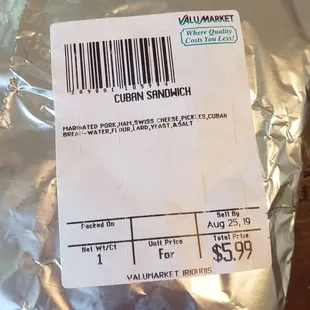 VALUMARKET
Where Quality
Costs You Less!
CUBAN SANDWICH
MARINATED PORK,HAM,SWISS CHEESE,PICKLES,CUBAN
BREAD-WATER,FLOUR,LARD,YEAST,&SALT
Packed On
Sell By
Aug 25, 19
Net Wt/Ct
1
Unit Price
For
Total Price
$5.99
VALUMARKET IRIQUOIS